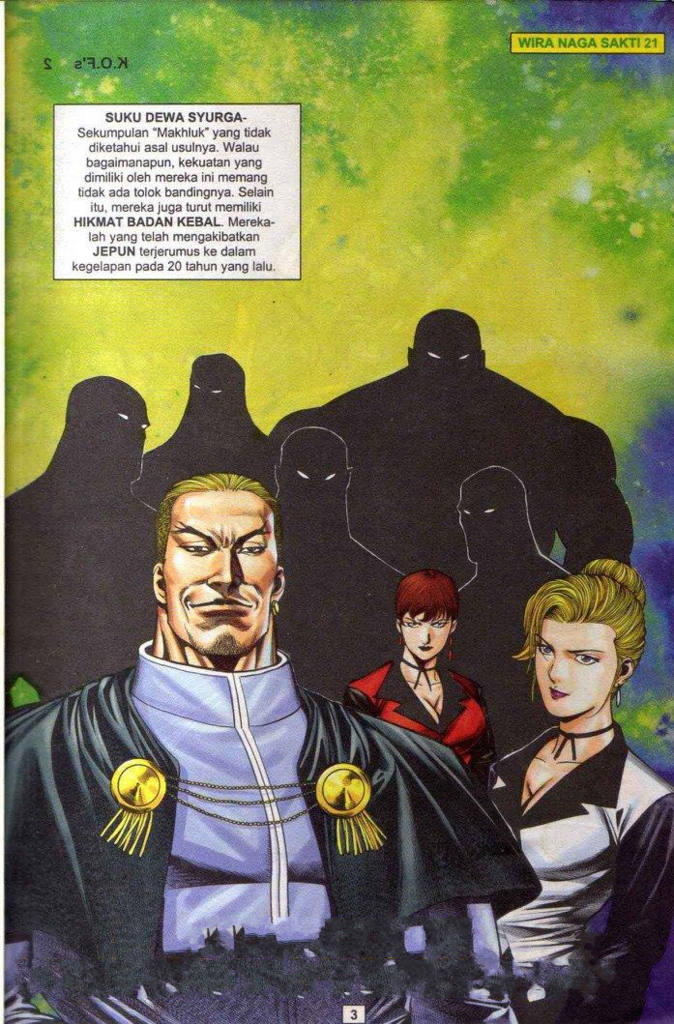 WIRA NAGA SAKTI 21
K.O.F's 2
SUKU DEWA SYURGA-
Sekumpulan "Makhluk" yang tidak
diketahui asal usulnya. Walau
bagaimanapun, kekuatan yang
dimiliki oleh mereka ini memang
tidak ada tolok bandingnya. Selain
itu, mereka juga turut memiliki
HIKMAT BADAN KEBAL. Mereka-
lah yang telah mengakibatkan
JEPUN terjerumus ke dalam
kegelapan pada 20 tahun yang lalu.
3